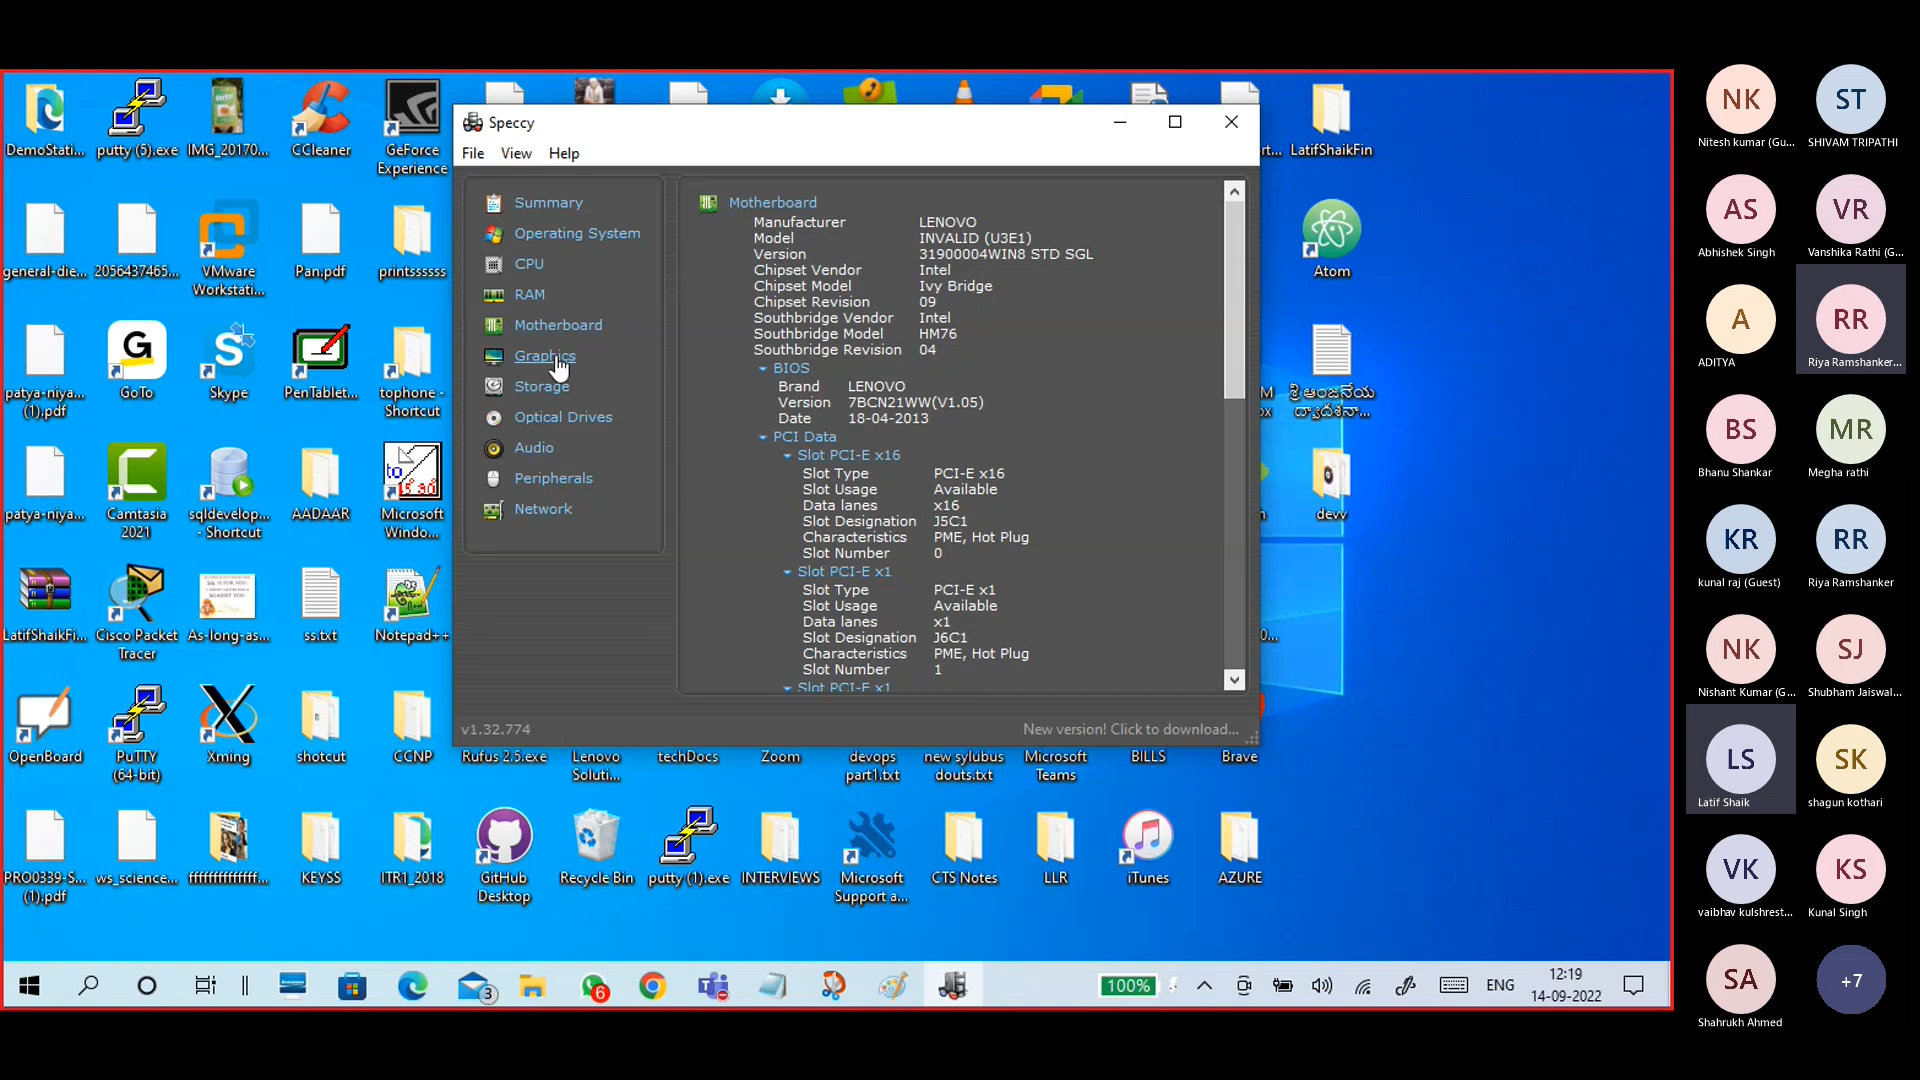 Speccy
File View Help
Summary
Operating System
CPU
RAM
Motherboard
Graphics
Storage
Optical Drives
Audio
Peripherals
Network
Motherboard
Manufacturer LENOVO
Model INVALID (U3E1)
Version 31900004WIN8 STD SGL
Chipset Vendor Intel
Chipset Model Ivy Bridge
Chipset Revision 09
Southbridge Vendor Intel
Southbridge Model HM76
Southbridge Revision 04
BIOS
Brand LENOVO
Version 7BCN21WW(V1.05)
Date 18-04-2013
PCI Data
Slot PCI-E x16
Slot Type PCI-E x16
Slot Usage Available
Data lanes x16
Slot Designation J5C1
Characteristics PME, Hot Plug
Slot Number 0
Slot PCI-E x1
Slot Type PCI-E x1
Slot Usage Available
Data lanes x1
Slot Designation J6C1
Characteristics PME, Hot Plug
Slot Number 1
Slot PCI-E x1
v1.32.774 New version! Click to download...
DemoStati... putty (5).exe IMG_20170... CCleaner GeForce
Experience
rt... LatifShaikFin
general-die... 2056437465... VMware
Workstati...
Pan.pdf printssssss
Atom
patya-niya...
(1).pdf
GoTo Skype PenTablet... tophone -
Shortcut
శ్రీ ఆంజనేయ
ద్వాదశనా...
patya-niya... Camtasia
2021
sqldevelop...
- Shortcut
AADAAR Microsoft
Windo...
devv
LatifShaikFi... Cisco Packet
Tracer
As-long-as... ss.txt Notepad++
0...
OpenBoard PuTTY
(64-bit)
Xming shotcut CCNP Rufus 2.5.exe Lenovo
Soluti...
techDocs Zoom devops
part1.txt
new sylubus
douts.txt
Microsoft
Teams
BILLS Brave
PRO0339-S...
(1).pdf
ws_science... ffffffffffffff... KEYSS ITR1_2018 GitHub
Desktop
Recycle Bin putty (1).exe INTERVIEWS Microsoft
Support a...
CTS Notes LLR iTunes AZURE
3
6
100%
ENG
12:19
14-09-2022
NK
Nitesh kumar (Gu...
ST
SHIVAM TRIPATHI
AS
Abhishek Singh
VR
Vanshika Rathi (G...
A
ADITYA
RR
Riya Ramshanker...
BS
Bhanu Shankar
MR
Megha rathi
KR
kunal raj (Guest)
RR
Riya Ramshanker
NK
Nishant Kumar (G...
SJ
Shubham Jaiswal...
LS
Latif Shaik
SK
shagun kothari
VK
vaibhav kulshrest...
KS
Kunal Singh
SA
Shahrukh Ahmed
+7